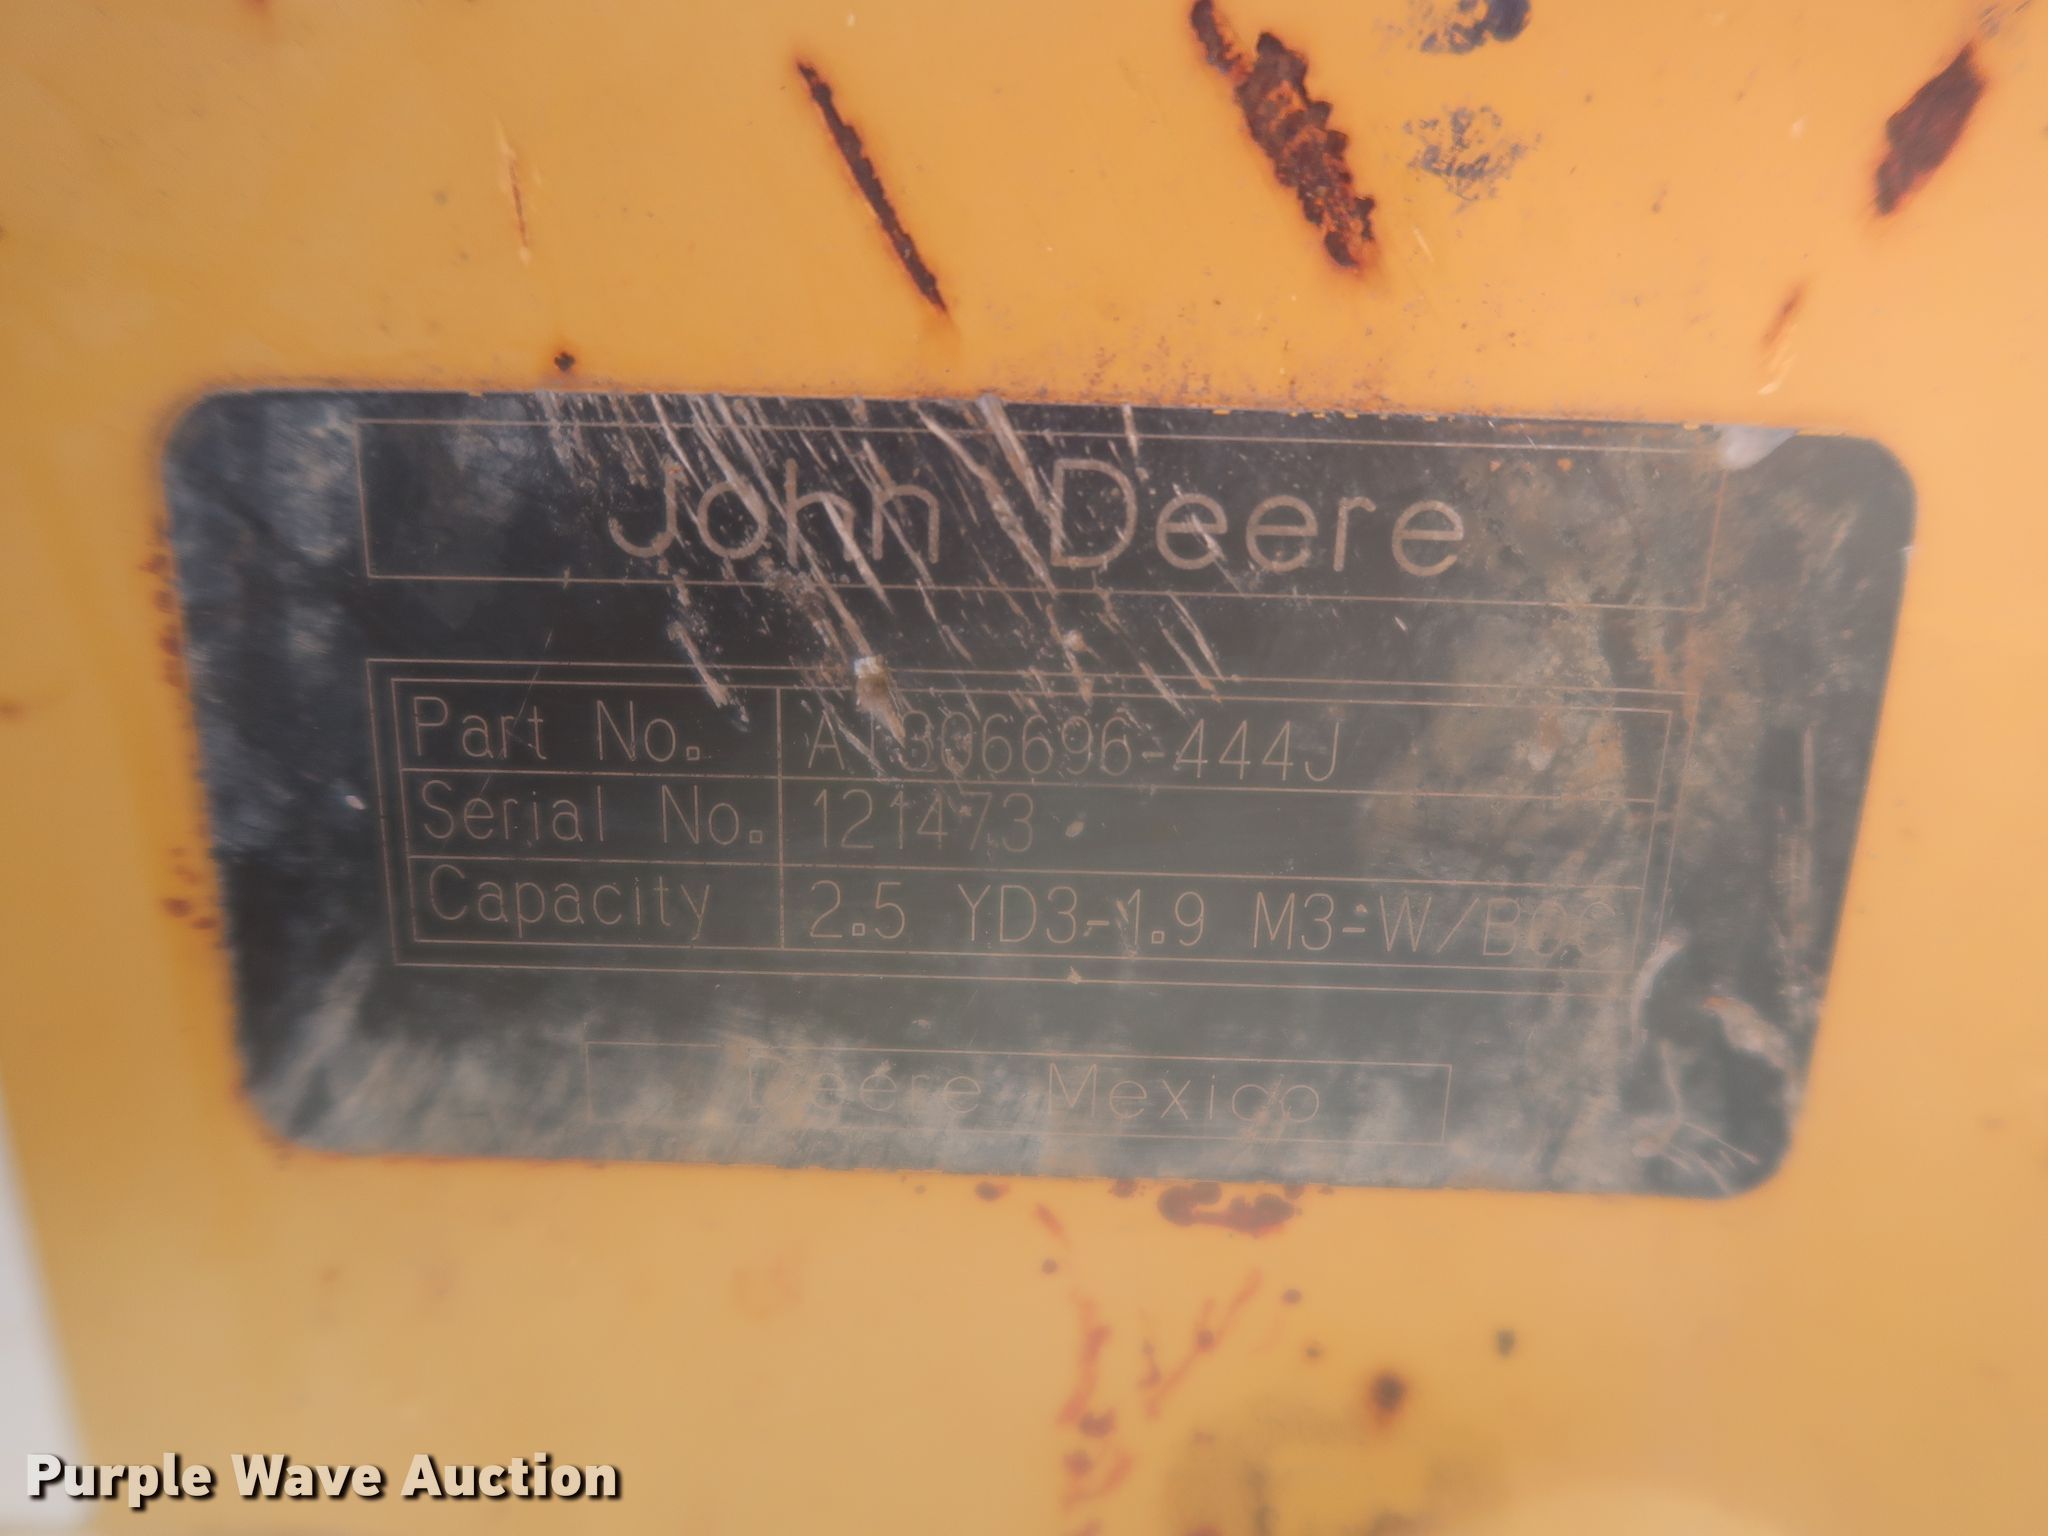 John Deere
Part No. AT306696-444J
Serial No. 121473
Capacity 2.5 YD3-1.9 M3-W/BOC
Deere Mexico
Purple Wave Auction